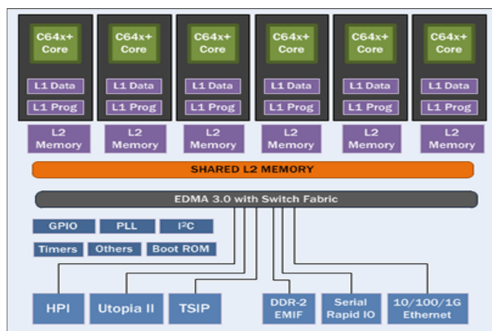 C64x+
Core
C64x+
Core
C64x+
Core
C64x+
Core
C64x+
Core
C64x+
Core
L1 Data
L1 Data
L1 Data
L1 Data
L1 Data
L1 Data
L1 Prog
L1 Prog
L1 Prog
L1 Prog
L1 Prog
L1 Prog
L2
Memory
L2
Memory
L2
Memory
L2
Memory
L2
Memory
L2
Memory
SHARED L2 MEMORY
EDMA 3.0 with Switch Fabric
GPIO
PLL
I²C
Timers
Others
Boot ROM
HPI
Utopia II
TSIP
DDR-2
EMIF
Serial
Rapid IO
10/100/1G
Ethernet